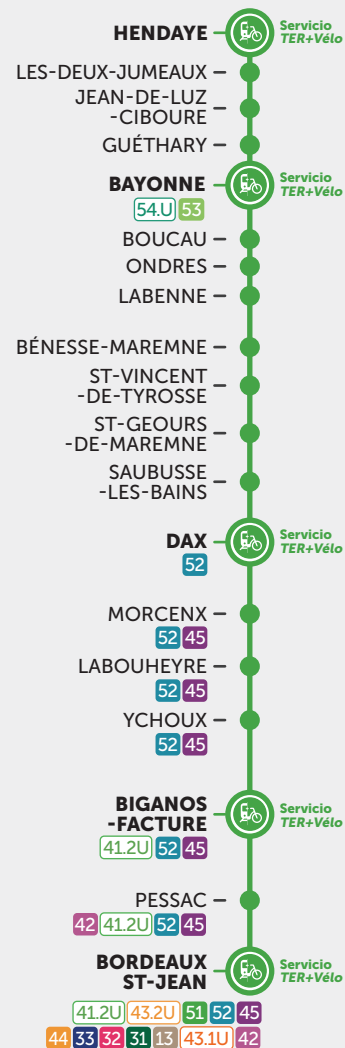 HENDAYE
Servicio
TER+Vélo
LES-DEUX-JUMEAUX
JEAN-DE-LUZ
-CIBOURE
GUÉTHARY
BAYONNE
Servicio
TER+Vélo
54.U 53
BOUCAU
ONDRES
LABENNE
BÉNESSE-MAREMNE
ST-VINCENT
-DE-TYROSSE
ST-GEOURS
-DE-MAREMNE
SAUBUSSE
-LES-BAINS
DAX
Servicio
TER+Vélo
52
MORCENX
52 45
LABOUHEYRE
52 45
YCHOUX
52 45
BIGANOS
-FACTURE
Servicio
TER+Vélo
41.2U 52 45
PESSAC
42 41.2U 52 45
BORDEAUX
ST-JEAN
Servicio
TER+Vélo
41.2U 43.2U 51 52 45
44 33 32 31 13 43.1U 42